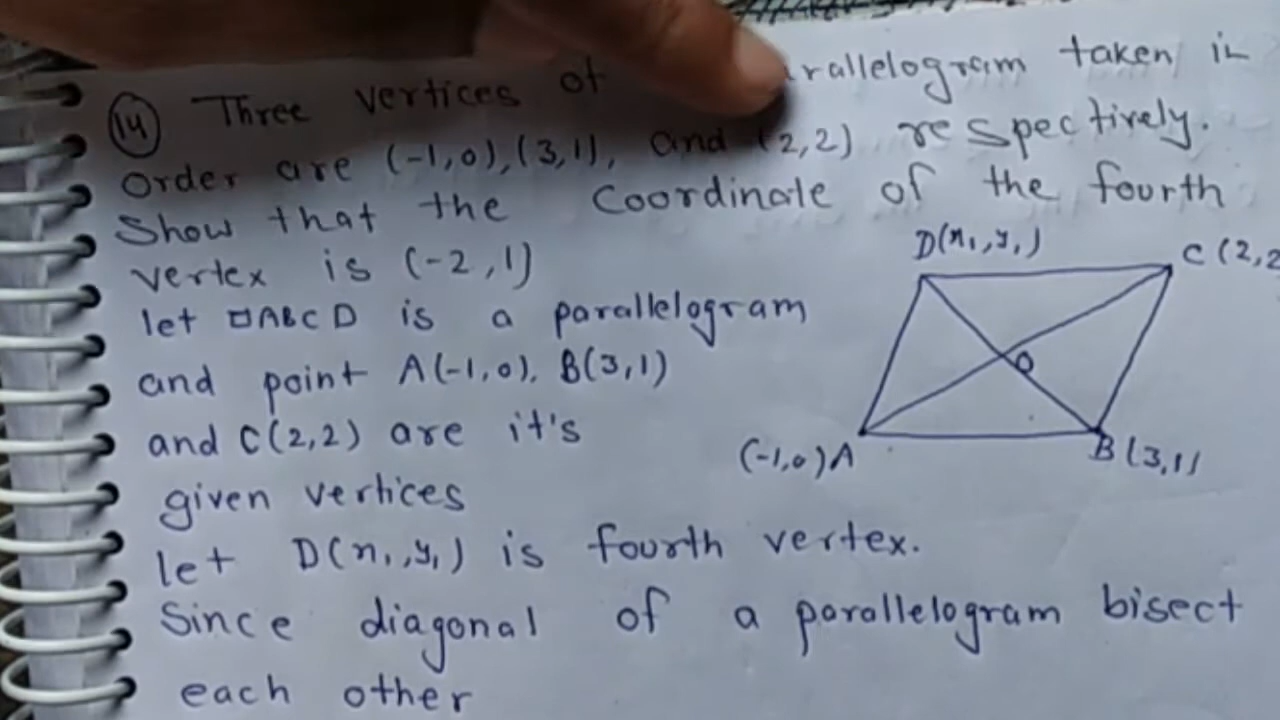 (14) Three vertices of rallelogram taken in
Order are (-1,0), (3,1), and (2,2) respectively.
Show that the Coordinate of the fourth
vertex is (-2,1)
D(x₁,y₁)
C(2,2
let □ABCD is a parallelogram
and point A(-1,0), B(3,1)
O
and C(2,2) are it's
(-1,0)A
B(3,1)
given vertices
let D(x₁,y₁) is fourth vertex.
Since diagonal of a parallelogram bisect
each other